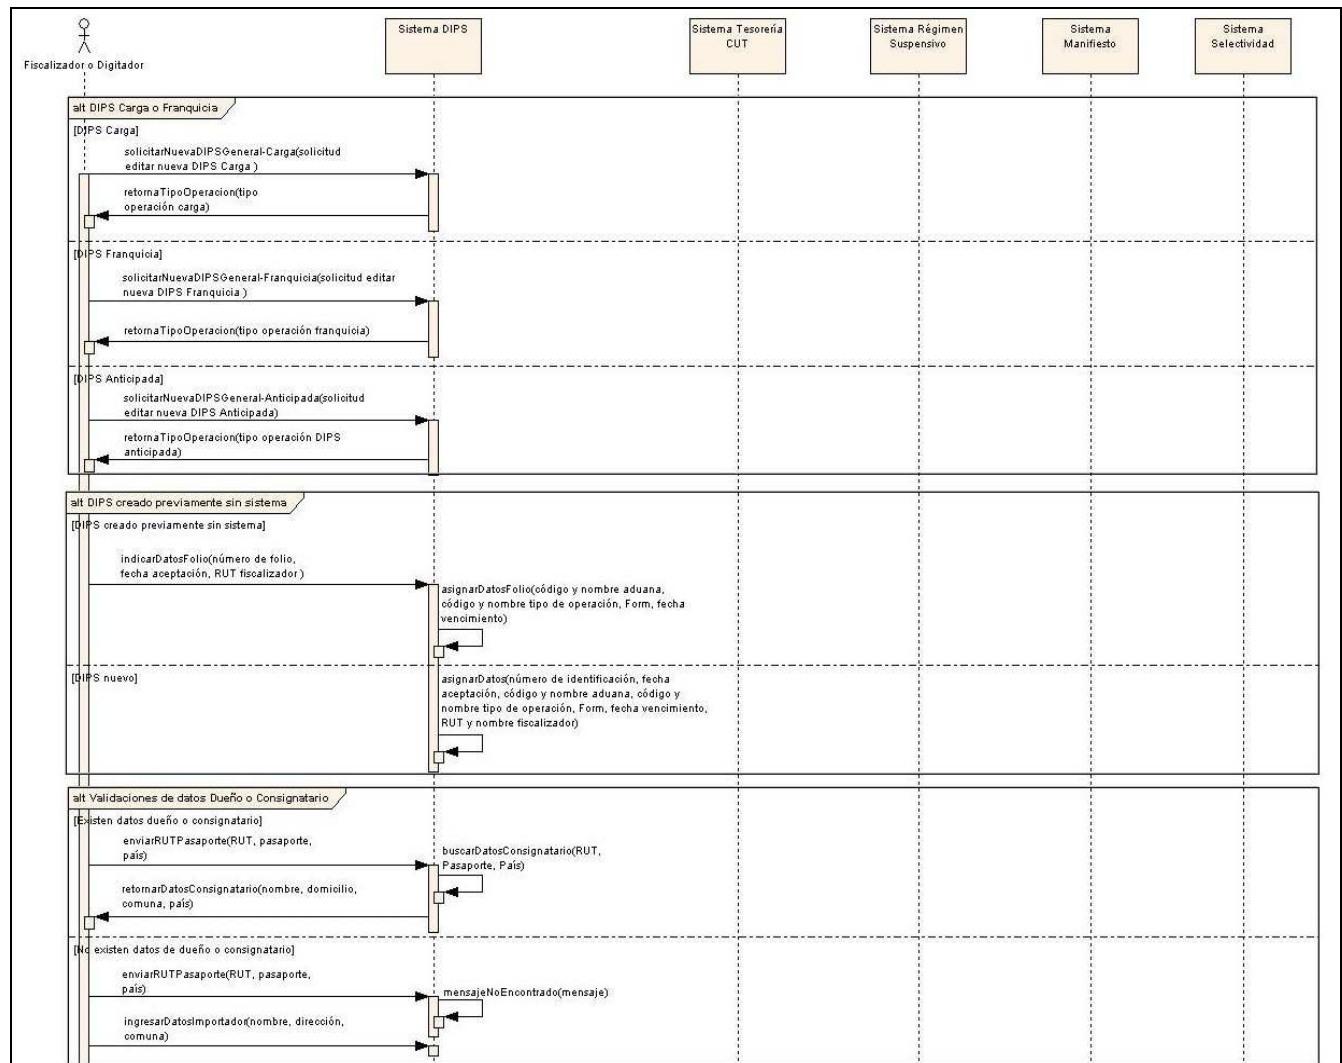 Fiscalizador o Digitador
Sistema DIPS
Sistema Tesorería
CUT
Sistema Régimen
Suspensivo
Sistema
Manifiesto
Sistema
Selectividad
alt DIPS Carga o Franquicia
[DIPS Carga]
solicitarNuevaDIPSGeneral-Carga(solicitud
editar nueva DIPS Carga )
retornaTipoOperacion(tipo
operación carga)
[DIPS Franquicia]
solicitarNuevaDIPSGeneral-Franquicia(solicitud editar
nueva DIPS Franquicia )
retornaTipoOperacion(tipo operación franquicia)
[DIPS Anticipada]
solicitarNuevaDIPSGeneral-Anticipada(solicitud
editar nueva DIPS Anticipada)
retornaTipoOperacion(tipo operación DIPS
anticipada)
alt DIPS creado previamente sin sistema
[DIPS creado previamente sin sistema]
indicarDatosFolio(número de folio,
fecha aceptación, RUT fiscalizador )
asignarDatosFolio(código y nombre aduana,
código y nombre tipo de operación, Form, fecha
vencimiento)
[DIPS nuevo]
asignarDatos(número de identificación, fecha
aceptación, código y nombre aduana, código y
nombre tipo de operación, Form, fecha vencimiento,
RUT y nombre fiscalizador)
alt Validaciones de datos Dueño o Consignatario
[Existen datos dueño o consignatario]
enviarRUTPasaporte(RUT, pasaporte,
país)
buscarDatosConsignatario(RUT,
Pasaporte, País)
retornarDatosConsignatario(nombre, domicilio,
comuna, país)
[No existen datos de dueño o consignatario]
enviarRUTPasaporte(RUT, pasaporte,
país)
mensajeNoEncontrado(mensaje)
ingresarDatosImportador(nombre, dirección,
comuna)